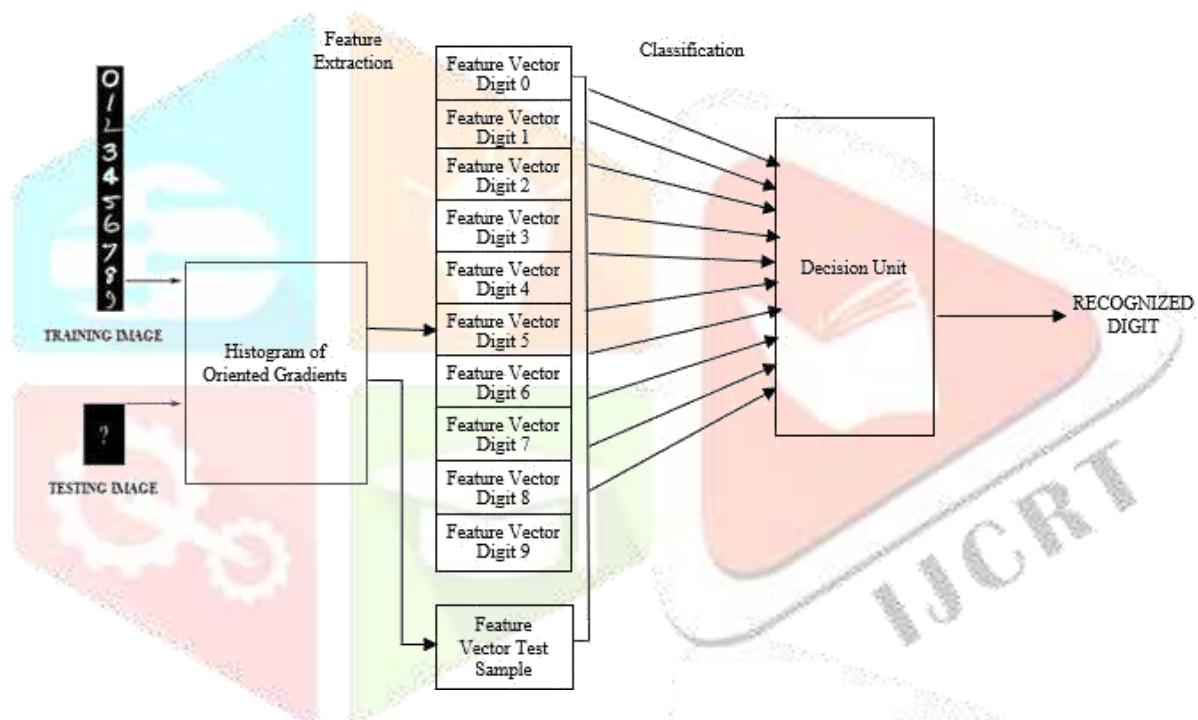 Feature
Extraction
Classification
0
1
2
3
4
5
6
7
8
9
TRAINING IMAGE
?
TESTING IMAGE
Histogram of
Oriented Gradients
Feature Vector
Digit 0
Feature Vector
Digit 1
Feature Vector
Digit 2
Feature Vector
Digit 3
Feature Vector
Digit 4
Feature Vector
Digit 5
Feature Vector
Digit 6
Feature Vector
Digit 7
Feature Vector
Digit 8
Feature Vector
Digit 9
Feature
Vector Test
Sample
Decision Unit
RECOGNIZED
DIGIT
IJCRT